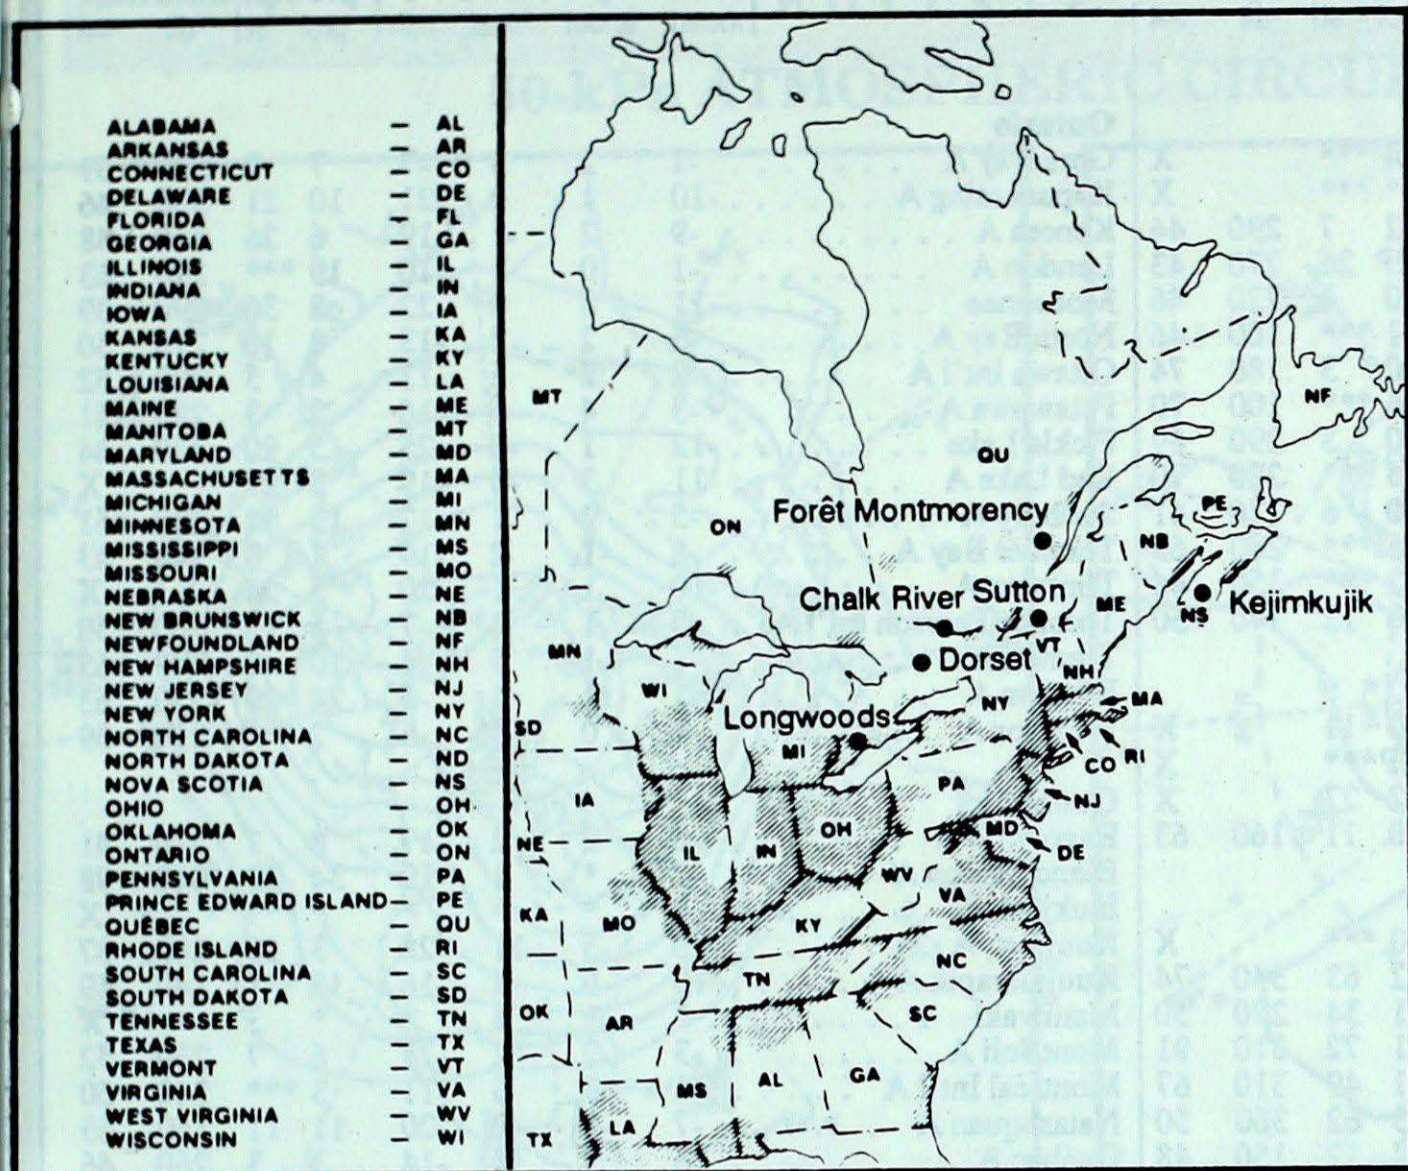 ALABAMA — AL
ARKANSAS — AR
CONNECTICUT — CO
DELAWARE — DE
FLORIDA — FL
GEORGIA — GA
ILLINOIS — IL
INDIANA — IN
IOWA — IA
KANSAS — KA
KENTUCKY — KY
LOUISIANA — LA
MAINE — ME
MANITOBA — MT
MARYLAND — MD
MASSACHUSETTS — MA
MICHIGAN — MI
MINNESOTA — MN
MISSISSIPPI — MS
MISSOURI — MO
NEBRASKA — NE
NEW BRUNSWICK — NB
NEWFOUNDLAND — NF
NEW HAMPSHIRE — NH
NEW JERSEY — NJ
NEW YORK — NY
NORTH CAROLINA — NC
NORTH DAKOTA — ND
NOVA SCOTIA — NS
OHIO — OH
OKLAHOMA — OK
ONTARIO — ON
PENNSYLVANIA — PA
PRINCE EDWARD ISLAND — PE
QUÉBEC — QU
RHODE ISLAND — RI
SOUTH CAROLINA — SC
SOUTH DAKOTA — SD
TENNESSEE — TN
TEXAS — TX
VERMONT — VT
VIRGINIA — VA
WEST VIRGINIA — WV
WISCONSIN — WI
MT
NF
QU
ON
Forêt Montmorency
PE
NB
Chalk River
Sutton
ME
NS
Kejimkujik
MN
VT
Dorset
NH
WI
NY
MA
Longwoods
SD
MI
CO
RI
IA
PA
NJ
NE
IL
IN
OH
MD
DE
WV
VA
KA
MO
KY
NC
TN
OK
AR
SC
MS
AL
GA
LA
TX